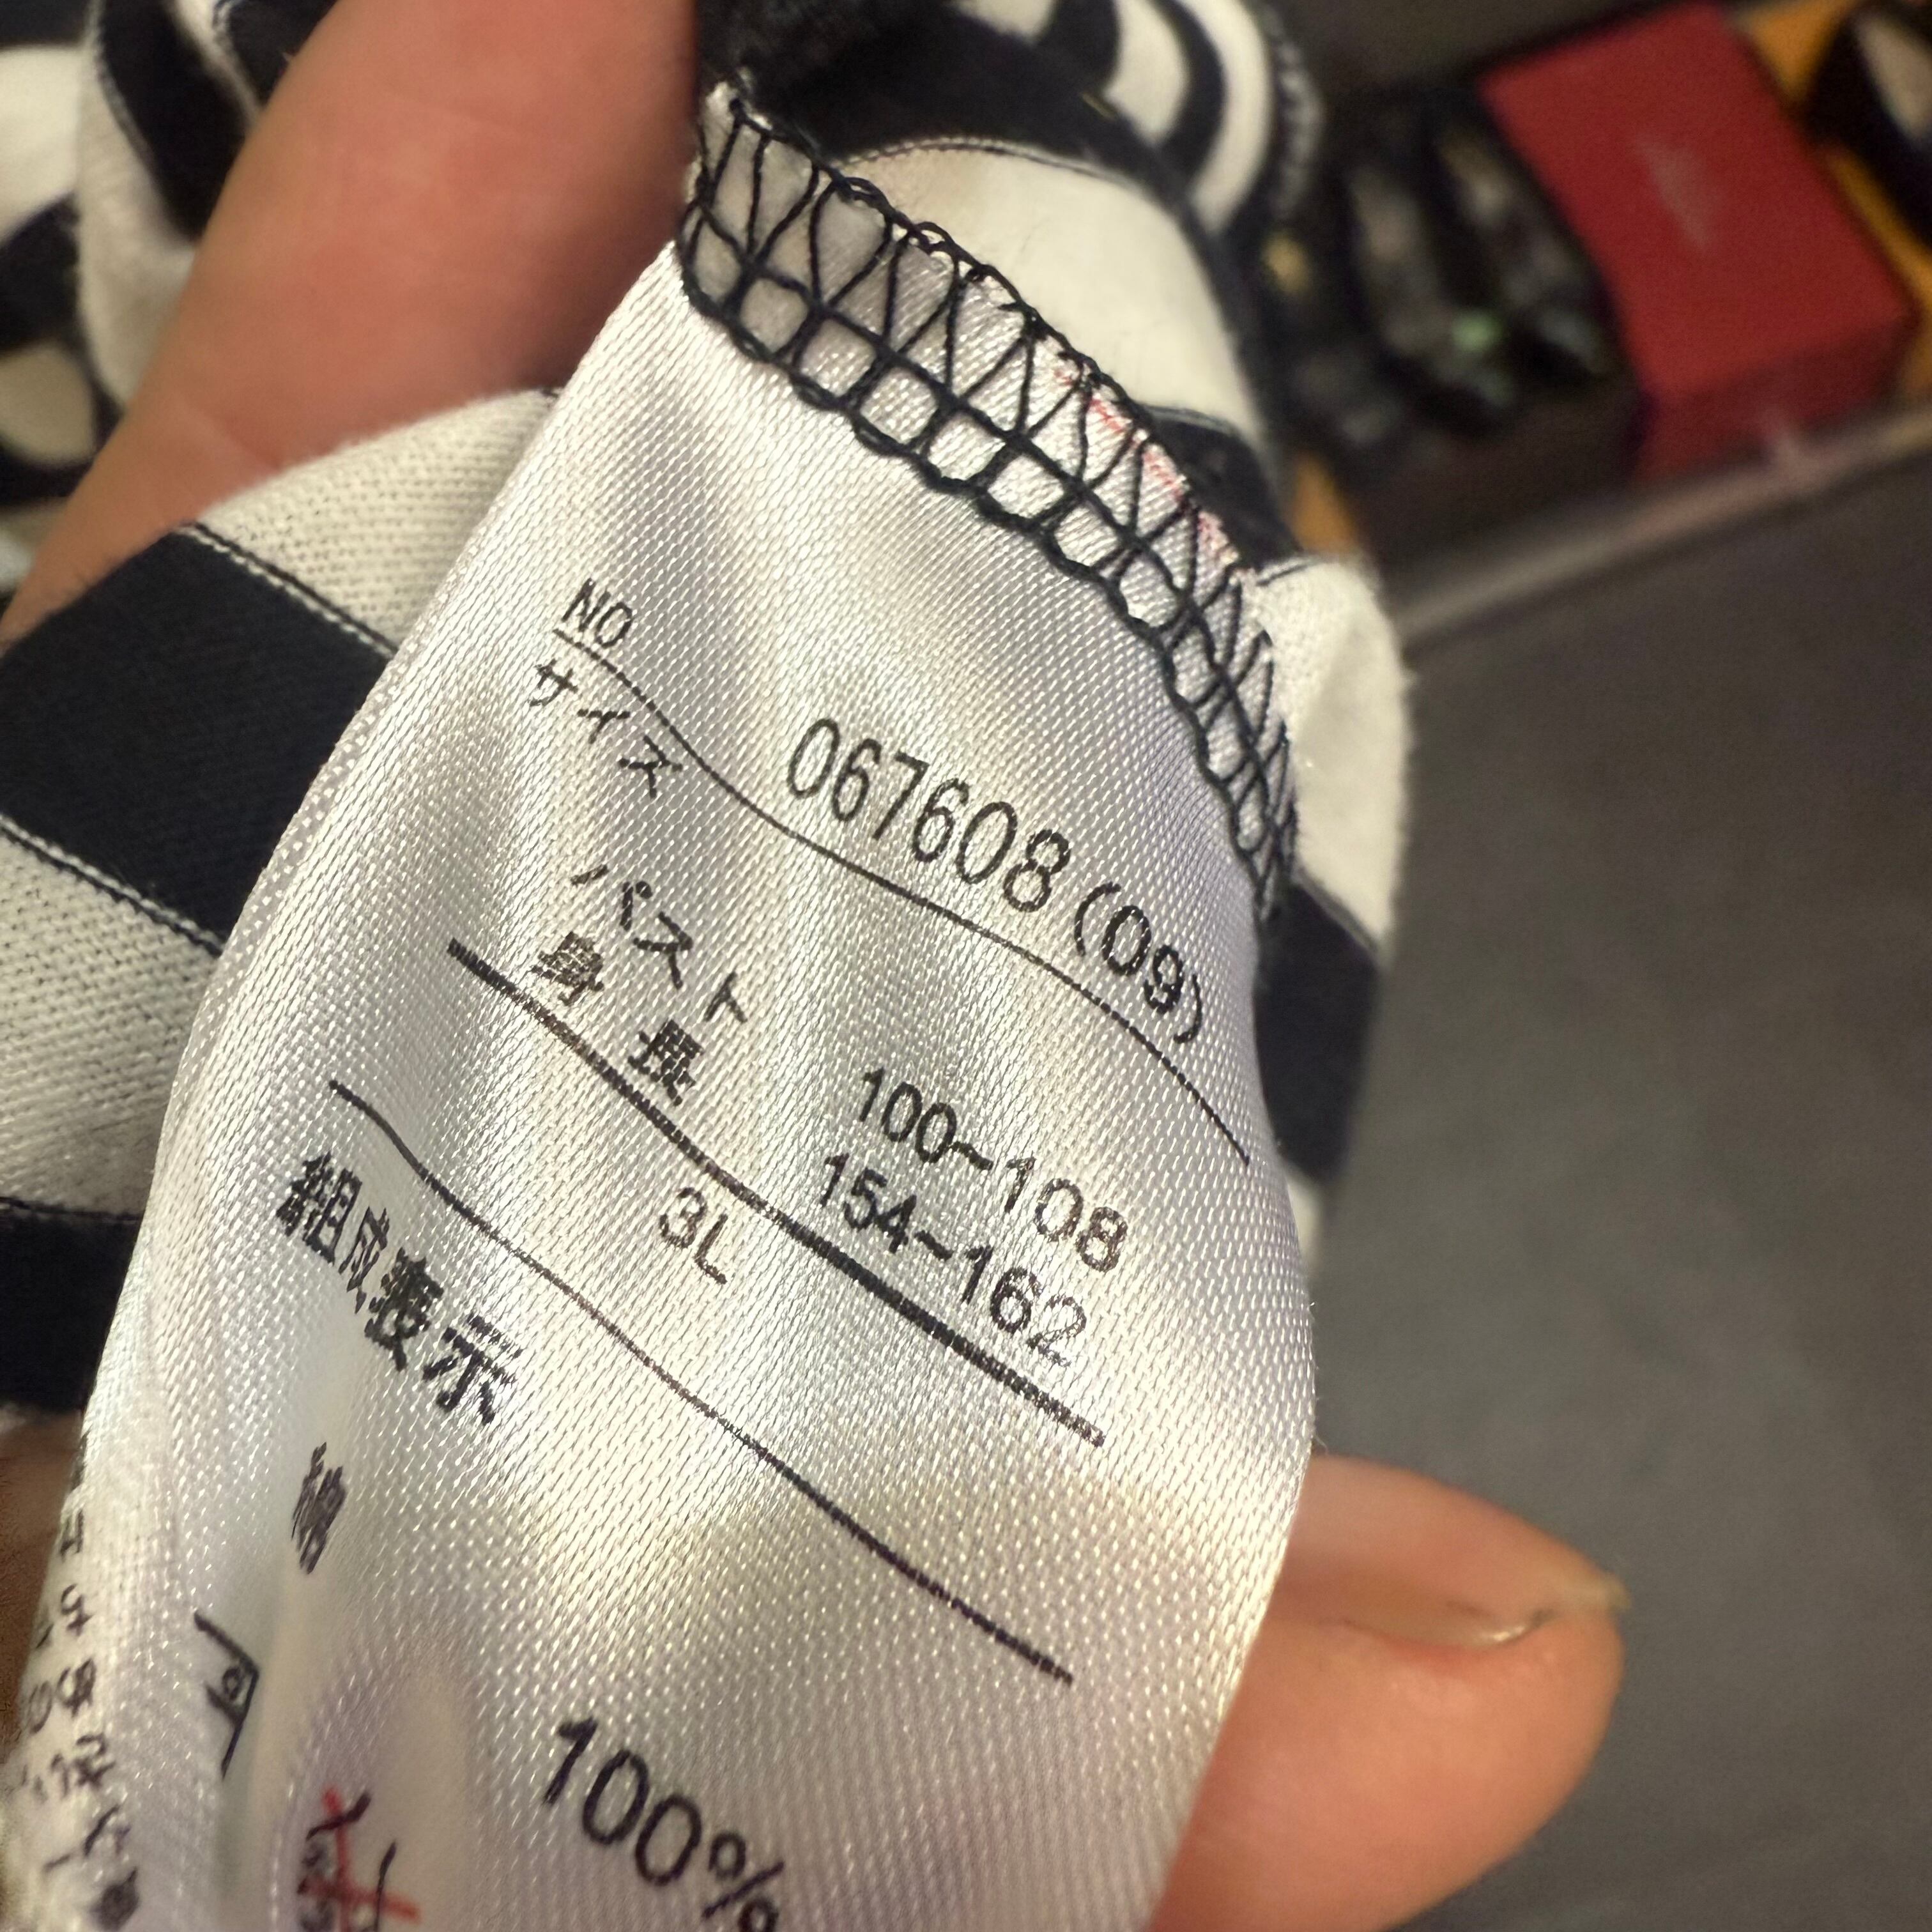 NO 067608(09)
サイズ
バスト 100~108
身長 154~162
3L
組成表示
綿 100%